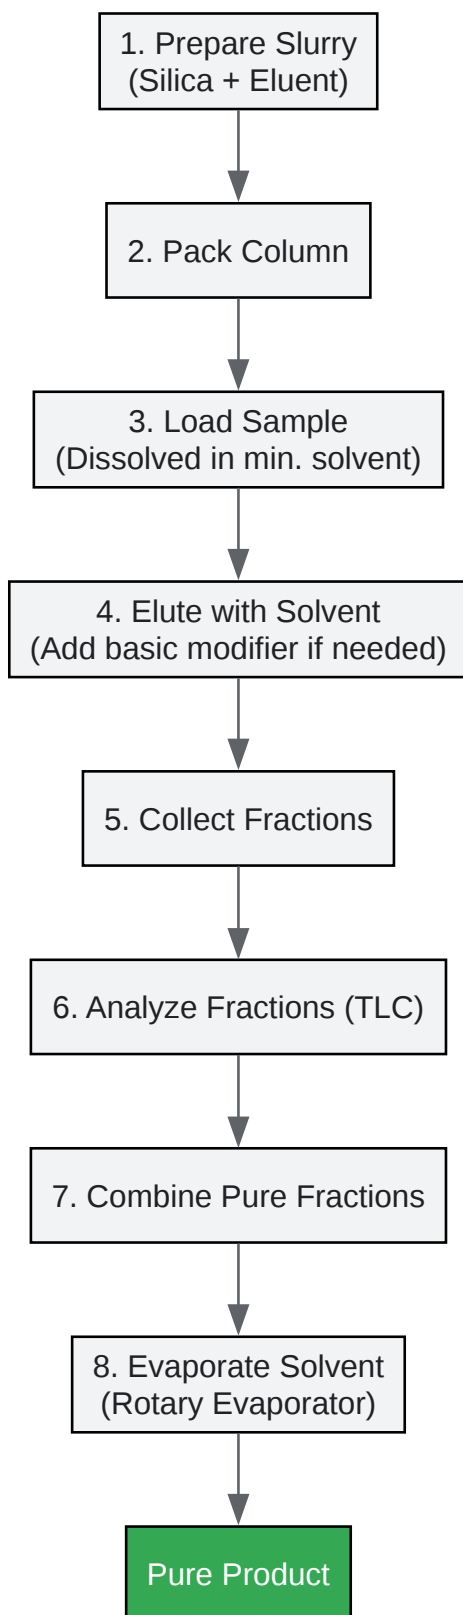 1. Prepare Slurry
(Silica + Eluent)
2. Pack Column
3. Load Sample
(Dissolved in min. solvent)
4. Elute with Solvent
(Add basic modifier if needed)
5. Collect Fractions
6. Analyze Fractions (TLC)
7. Combine Pure Fractions
8. Evaporate Solvent
(Rotary Evaporator)
Pure Product